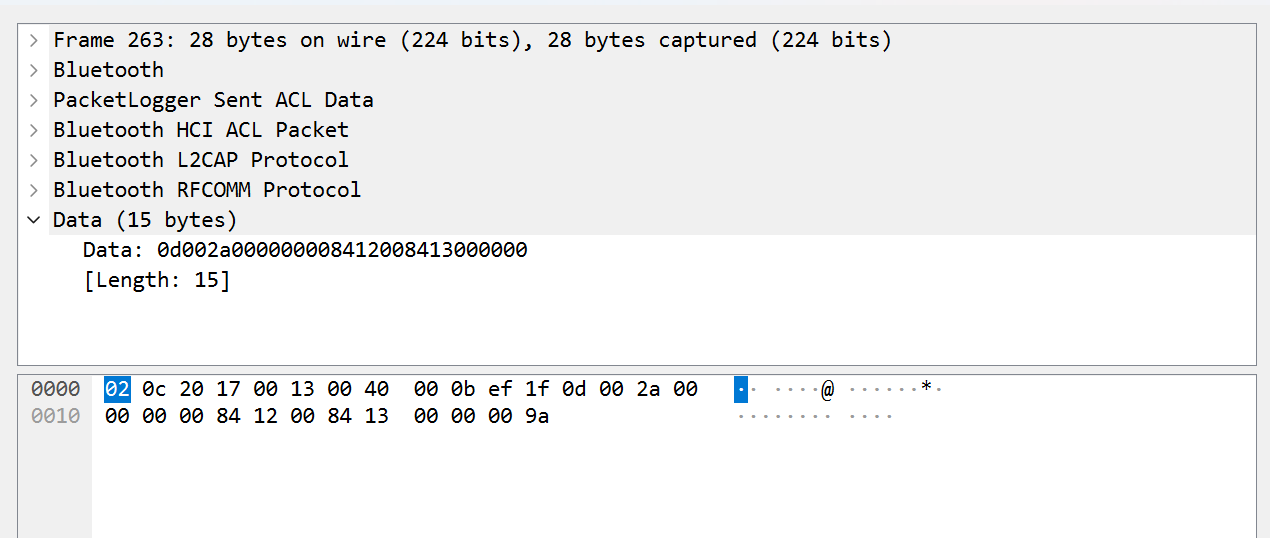 Frame 263: 28 bytes on wire (224 bits), 28 bytes captured (224 bits)
Bluetooth
PacketLogger Sent ACL Data
Bluetooth HCI ACL Packet
Bluetooth L2CAP Protocol
Bluetooth RFCOMM Protocol
Data (15 bytes)
Data: 0d002a000000008412008413000000
[Length: 15]
0000 02 0c 20 17 00 13 00 40 00 0b ef 1f 0d 00 2a 00 ·· ····@ ······*·
0010 00 00 00 84 12 00 84 13 00 00 00 9a ········ ····